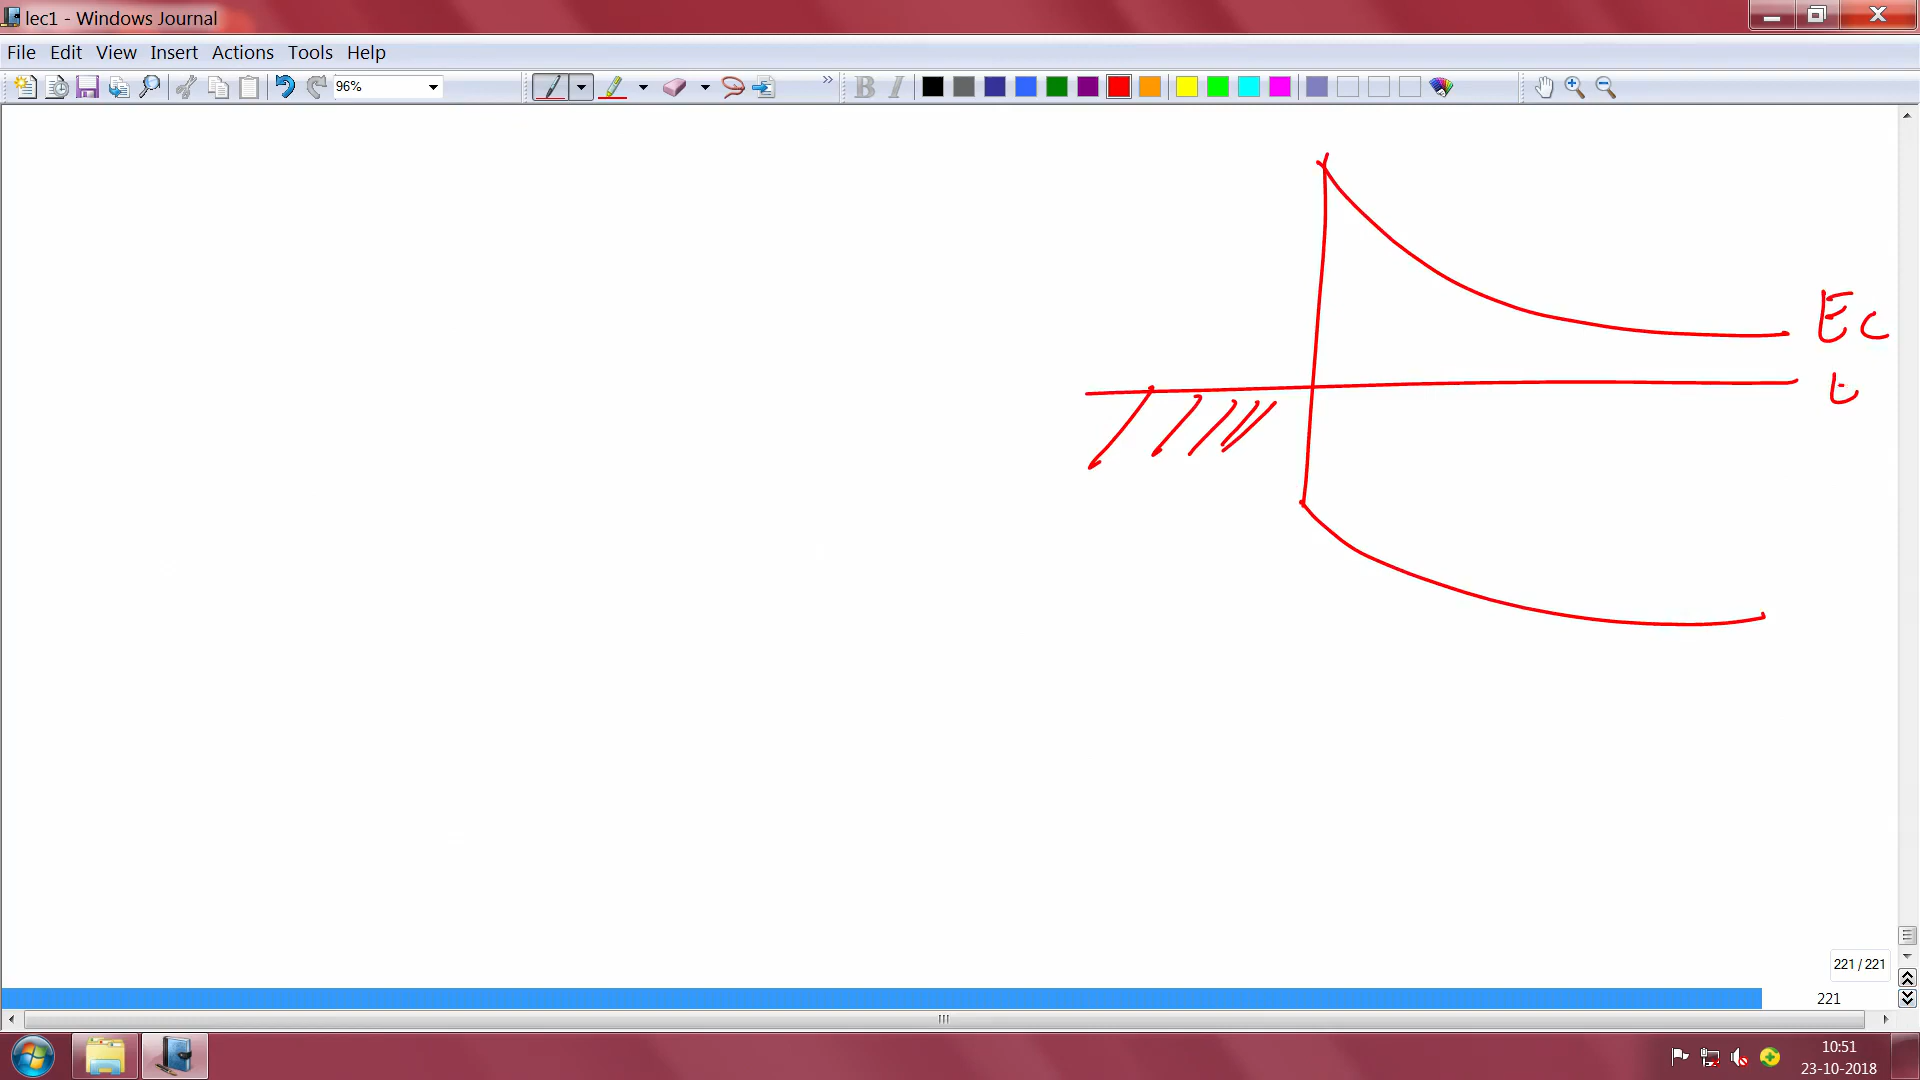 lec1 - Windows Journal
File Edit View Insert Actions Tools Help
96%
B I
Ec
221 / 221
221
10:51
23-10-2018